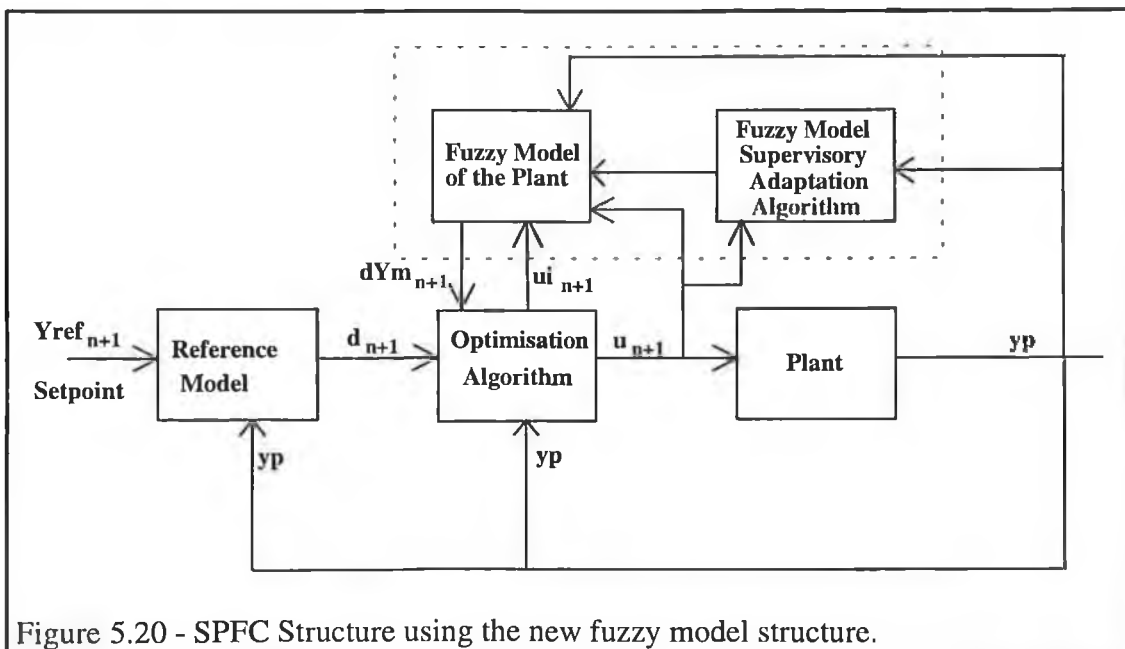 Fuzzy Model
of the Plant
Fuzzy Model
Supervisory
Adaptation
Algorithm
dYm n+1.
ui n+1
Yref n+1
Setpoint
Reference
Model
d n+1
Optimisation
Algorithm
u n+1
Plant
yp
yp
yp
Figure 5.20 - SPFC Structure using the new fuzzy model structure.